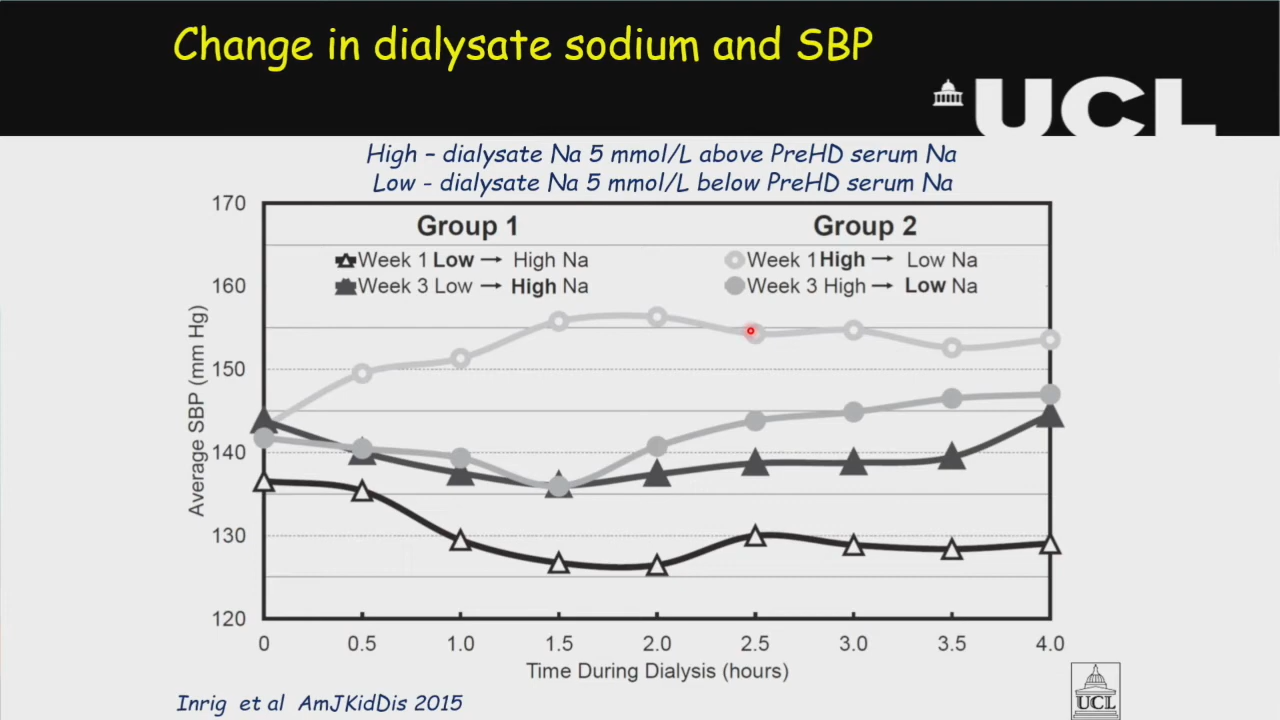 Change in dialysate sodium and SBP
UCL
High – dialysate Na 5 mmol/L above PreHD serum Na
Low - dialysate Na 5 mmol/L below PreHD serum Na
Group 1
Week 1 Low → High Na
Week 3 Low → High Na
Group 2
Week 1 High → Low Na
Week 3 High → Low Na
Average SBP (mm Hg)
170
160
150
140
130
120
0 0.5 1.0 1.5 2.0 2.5 3.0 3.5 4.0
Time During Dialysis (hours)
Inrig et al AmJKidDis 2015
UCL